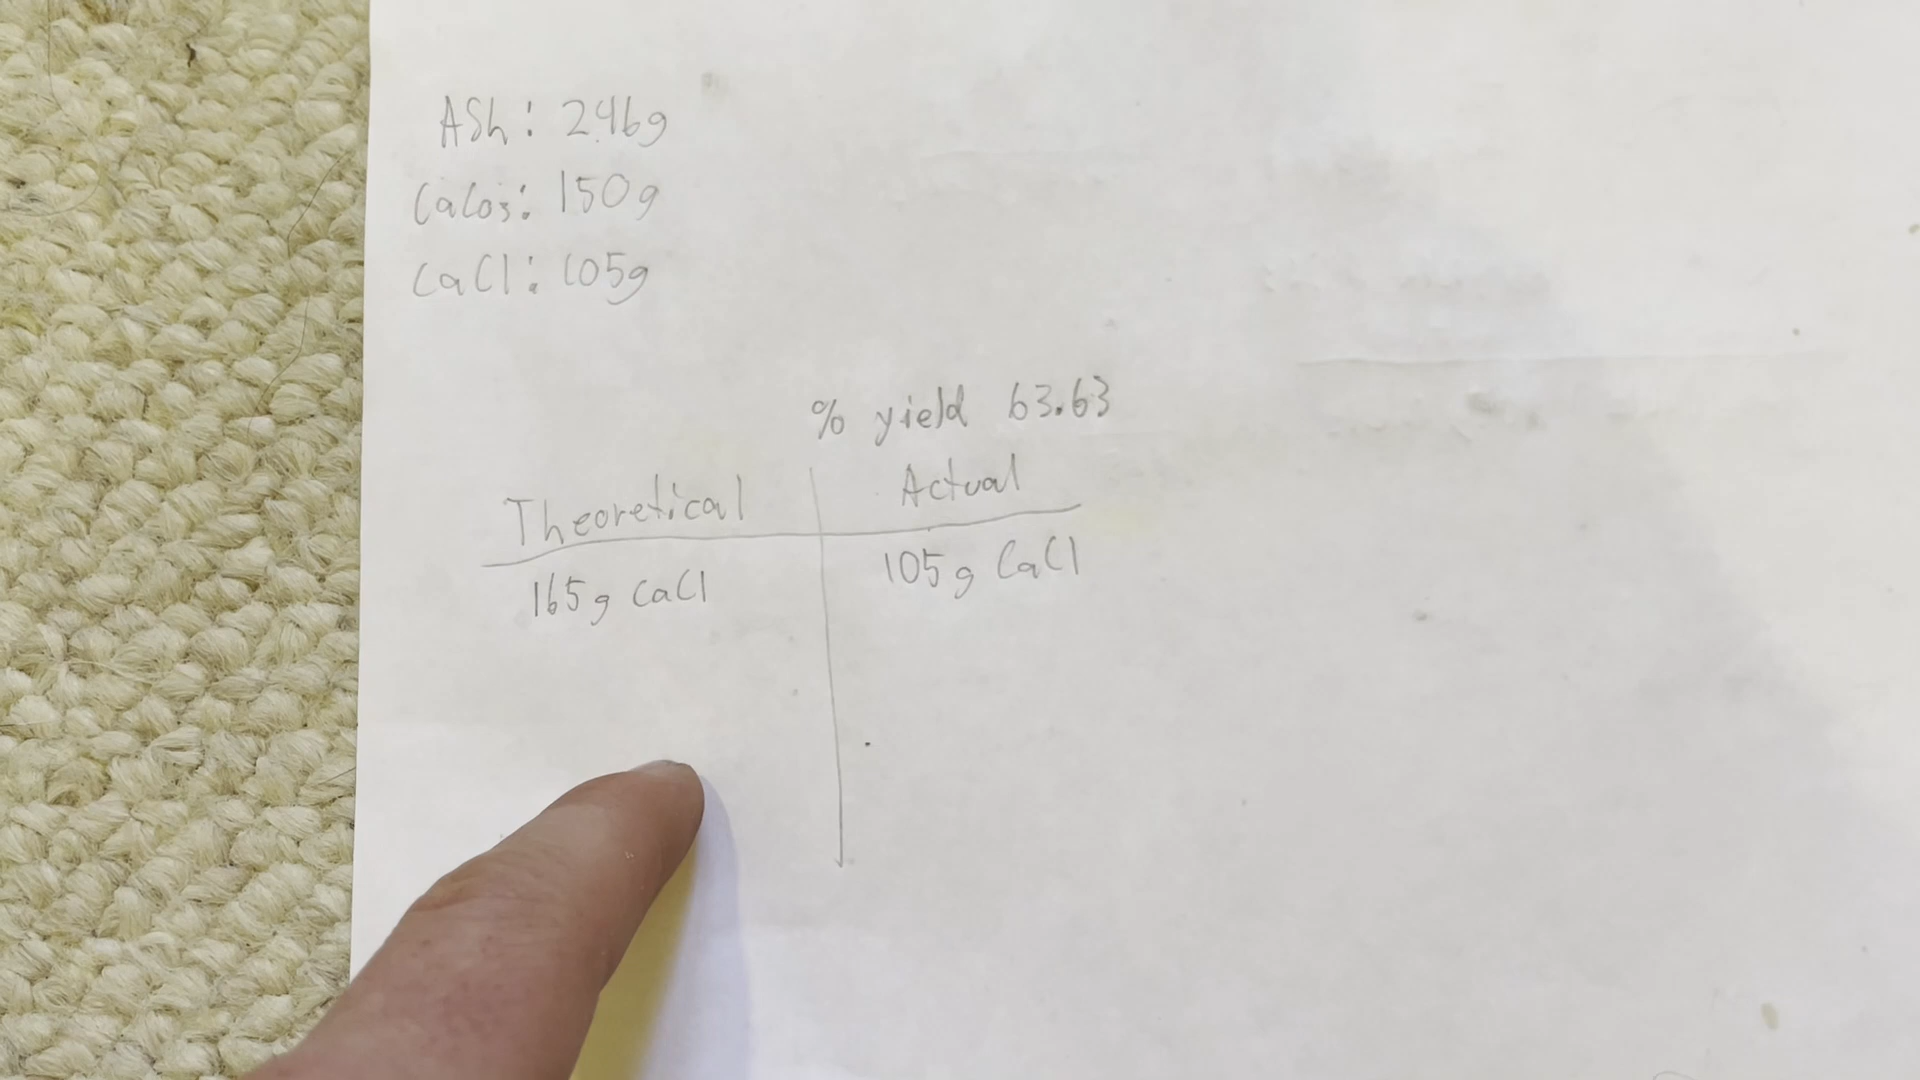 ASh: 246g
CaCo3: 150g
CaCl: 105g
% yield 63.63
Theoretical Actual
165g CaCl 105g CaCl